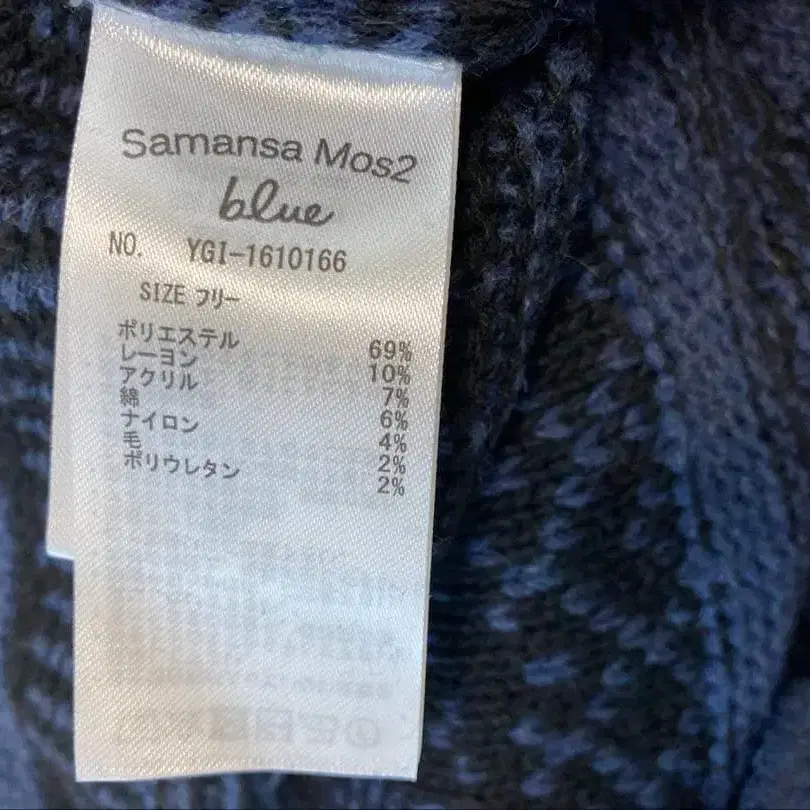 Samansa Mos2
blue
NO. YGI-1610166
SIZE フリー
ポリエステル 69%
レーヨン 10%
アクリル 7%
綿 6%
ナイロン 4%
毛 2%
ポリウレタン 2%